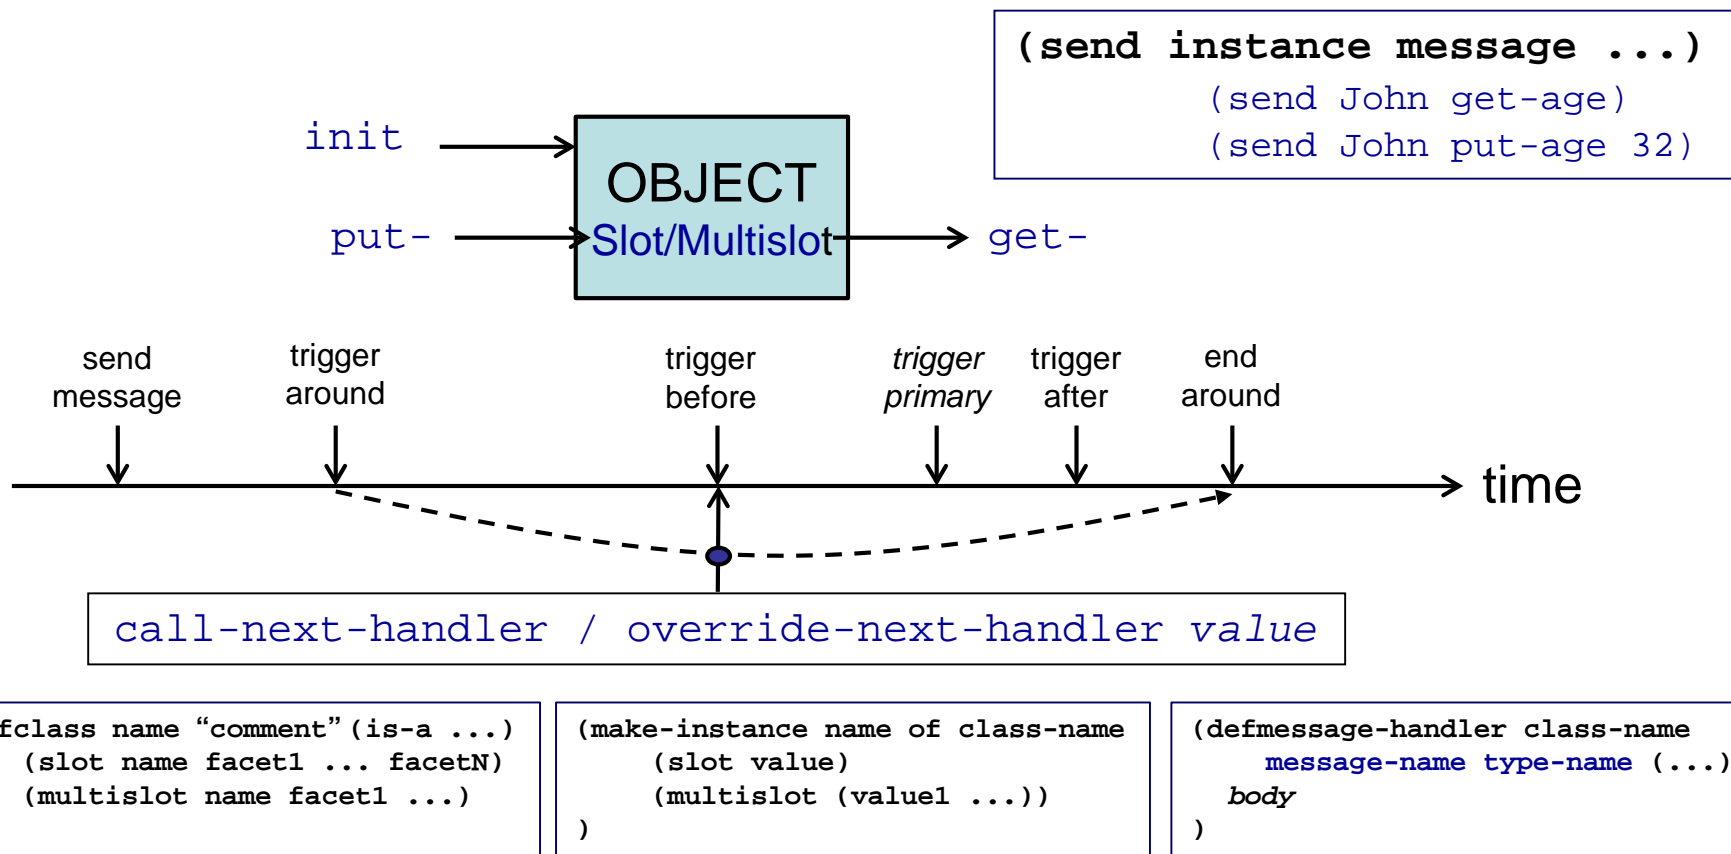 (send instance message ...)
(send John get-age)
(send John put-age 32)
init
OBJECT
put-
Slot/Multislot
get-
send
message
trigger
around
trigger
before
trigger
primary
trigger
after
end
around
time
call-next-handler / override-next-handler value
fclass name “comment” (is-a ...)
(slot name facet1 ... facetN)
(multislot name facet1 ...)
(make-instance name of class-name
(slot value)
(multislot (value1 ...))
)
(defmessage-handler class-name
message-name type-name (...)
body
)